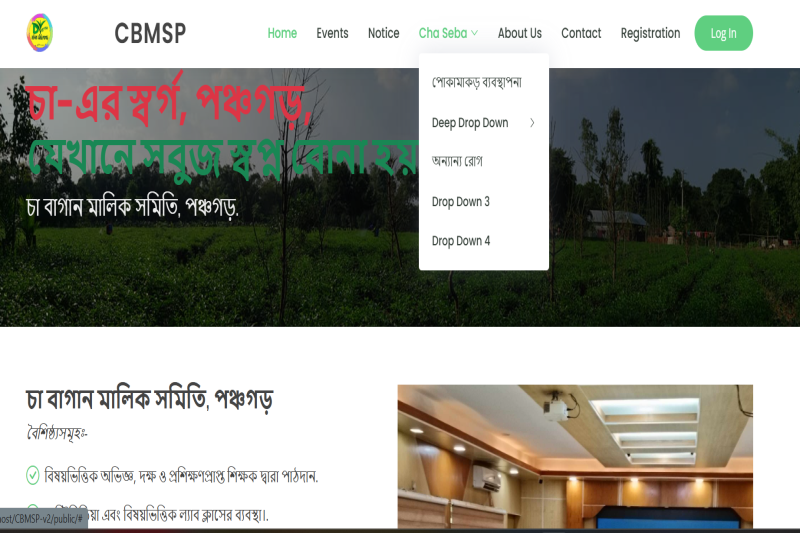 CBMSP
Home Events Notice Cha Seba About Us Contact Registration Log In
পোকামাকড় ব্যবস্থাপনা
Deep Drop Down
অন্যান্য রোগ
Drop Down 3
Drop Down 4
চা-এর স্বর্গ, পঞ্চগড়,
যেখানে সবুজ স্বপ্ন বোনা হয়
চা বাগান মালিক সমিতি, পঞ্চগড়.
চা বাগান মালিক সমিতি, পঞ্চগড়
বৈশিষ্ঠ্যসমূহঃ-
বিষয়ভিত্তিক অভিজ্ঞ, দক্ষ ও প্রশিক্ষণপ্রাপ্ত শিক্ষক দ্বারা পাঠদান.
এবং বিষয়ভিত্তিক ল্যাব ক্লাসের ব্যবস্থা।.
ost/CBMSP-v2/public/#